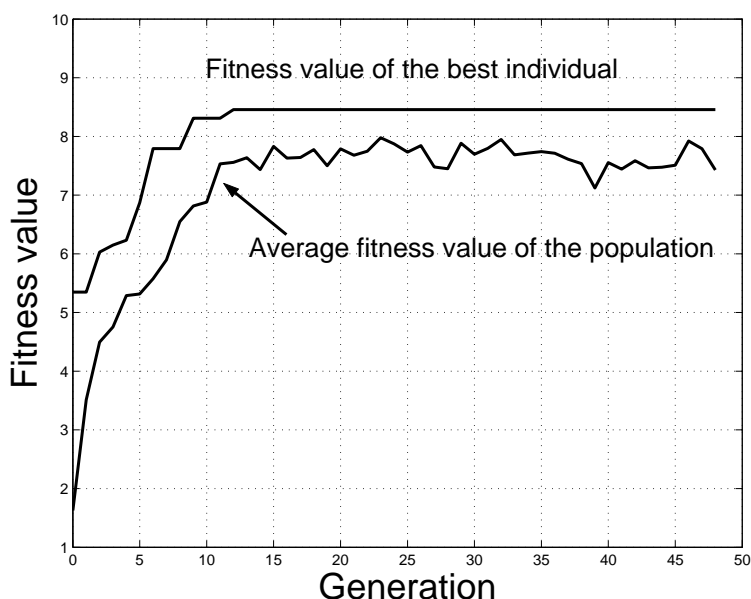 10
9
8
7
6
5
4
3
2
1
Fitness value
Fitness value of the best individual
Average fitness value of the population
0 5 10 15 20 25 30 35 40 45 50
Generation